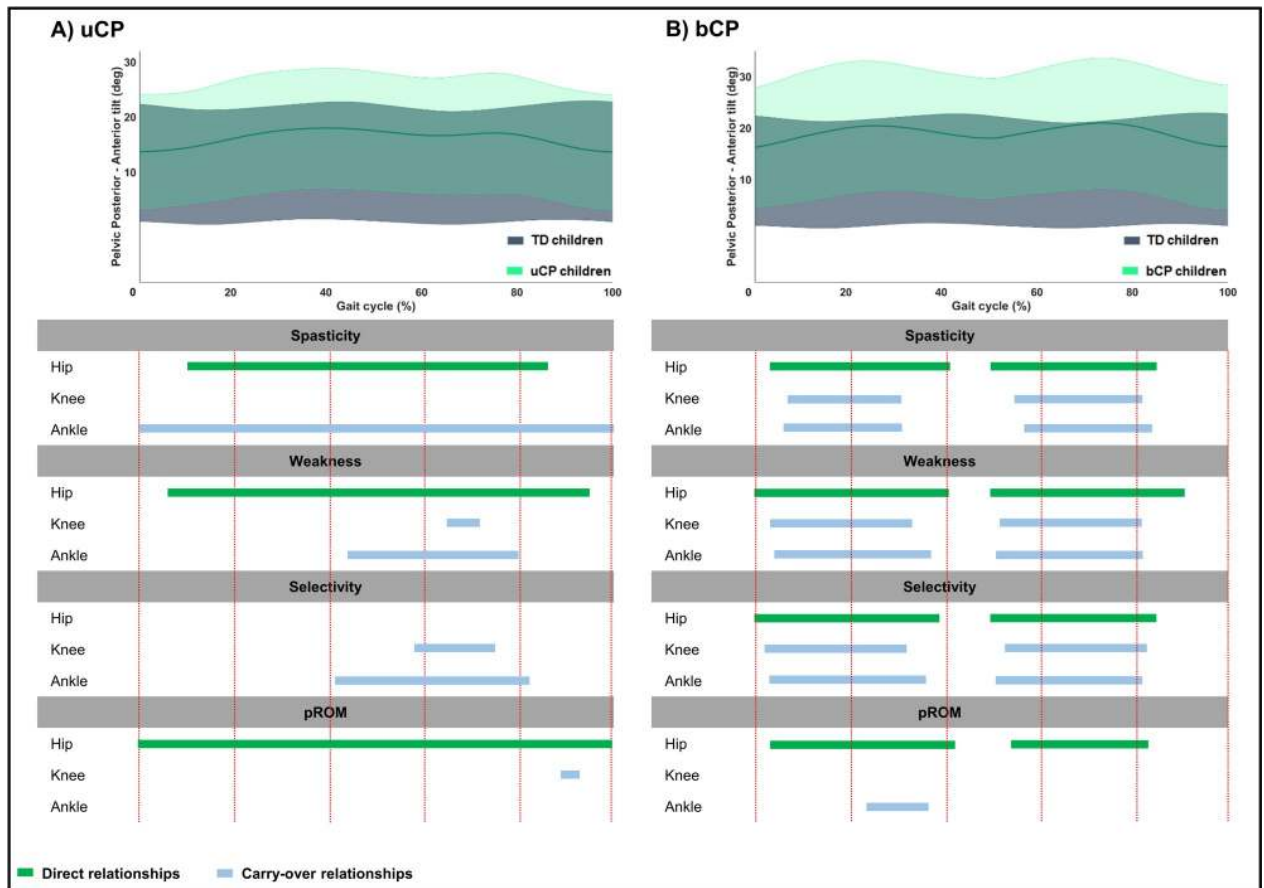 A) uCP
Pelvic Posterior - Anterior tilt (deg)
30
20
10
TD children
uCP children
0 20 40 60 80 100
Gait cycle (%)
Spasticity
Hip
Knee
Ankle
Weakness
Hip
Knee
Ankle
Selectivity
Hip
Knee
Ankle
pROM
Hip
Knee
Ankle
B) bCP
Pelvic Posterior - Anterior tilt (deg)
30
20
10
TD children
bCP children
0 20 40 60 80 100
Gait cycle (%)
Spasticity
Hip
Knee
Ankle
Weakness
Hip
Knee
Ankle
Selectivity
Hip
Knee
Ankle
pROM
Hip
Knee
Ankle
Direct relationships
Carry-over relationships